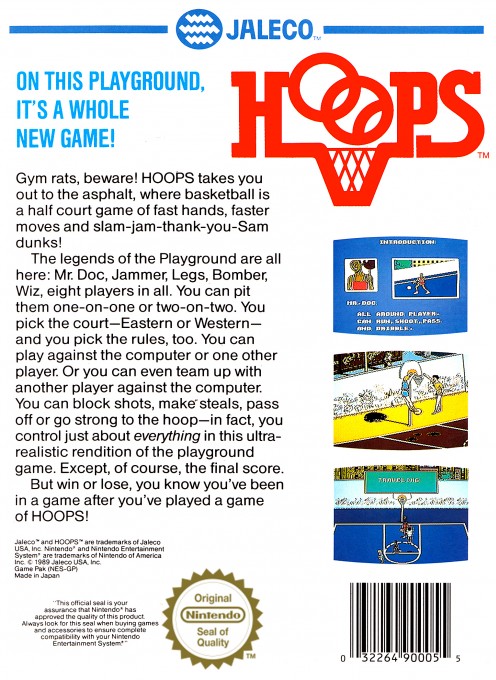 JALECO™
ON THIS PLAYGROUND,
IT'S A WHOLE
NEW GAME!
HOOPS™
Gym rats, beware! HOOPS takes you
out to the asphalt, where basketball is
a half court game of fast hands, faster
moves and slam-jam-thank-you-Sam
dunks!
The legends of the Playground are all
here: Mr. Doc, Jammer, Legs, Bomber,
Wiz, eight players in all. You can pit
them one-on-one or two-on-two. You
pick the court—Eastern or Western—
and you pick the rules, too. You can
play against the computer or one other
player. Or you can even team up with
another player against the computer.
You can block shots, make steals, pass
off or go strong to the hoop—in fact, you
control just about everything in this ultra-
realistic rendition of the playground
game. Except, of course, the final score.
But win or lose, you know you've been
in a game after you've played a game
of HOOPS!
INTRODUCTION
MR. DOC
ALL AROUND PLAYER.
CAN RUN, SHOOT, PASS
AND DRIBBLE.
TRAVELING
Jaleco™ and HOOPS™ are trademarks of Jaleco
USA, Inc. Nintendo® and Nintendo Entertainment
System® are trademarks of Nintendo of America
Inc. © 1989 Jaleco USA, Inc.
Game Pak (NES-GP)
Made in Japan
"This official seal is your
assurance that Nintendo® has
approved the quality of this product.
Always look for this seal when buying games
and accessories to ensure complete
compatibility with your Nintendo
Entertainment System®"
Original
Nintendo
Seal of
Quality
TM
0 32264 90005 5